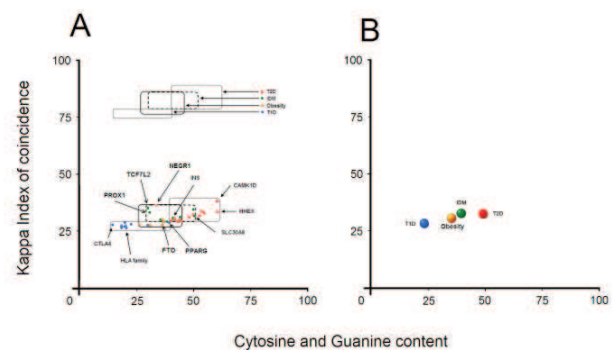 A
B
100
75
50
25
0
T2D
IDM
Obesity
T1D
NEGR1
TCF7L2
CAMK1D
PROX1
HHEX
SLC30A8
CTLA4
FTO
PPARG
HLA family
0
25
50
75
100
100
75
50
25
0
IDM
T2D
T1D
Obesity
0
25
50
75
100
Kappa Index of coincidence
Cytosine and Guanine content